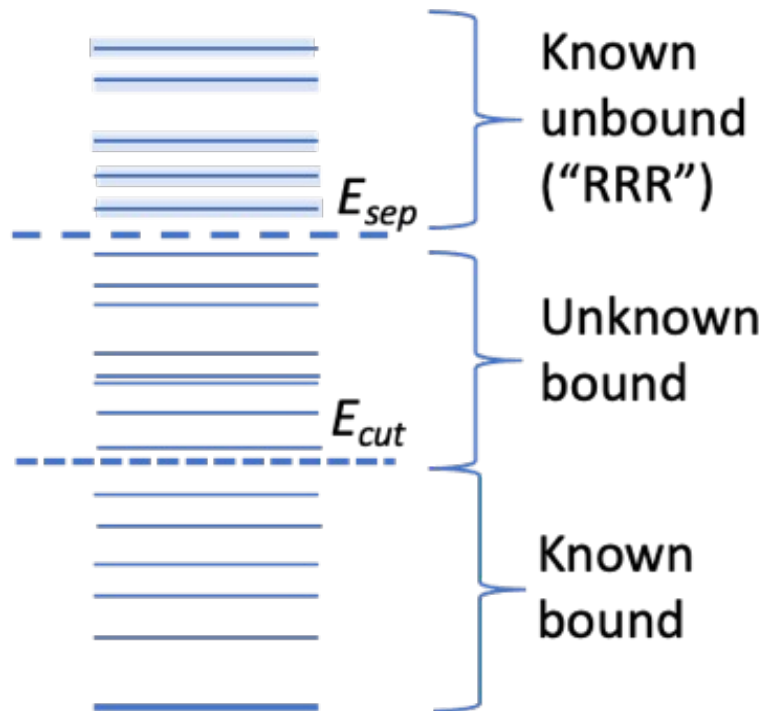 Known
unbound
(“RRR”)
E_sep
Unknown
bound
E_cut
Known
bound